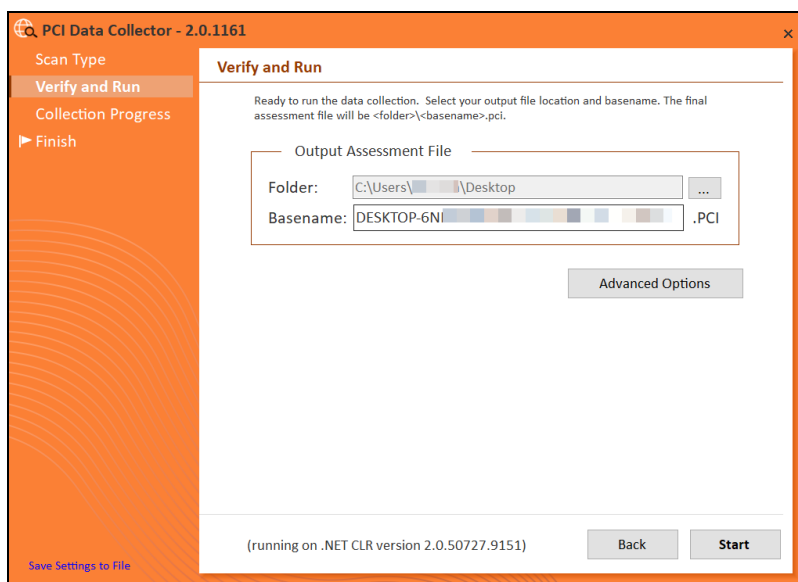 PCI Data Collector - 2.0.1161
Scan Type
Verify and Run
Collection Progress
Finish
Verify and Run
Ready to run the data collection. Select your output file location and basename. The final
assessment file will be <folder>\<basename>.pci.
Output Assessment File
Folder: C:\Users\ \Desktop ...
Basename: .PCI
Advanced Options
(running on .NET CLR version 2.0.50727.9151)
Back Start
Save Settings to File